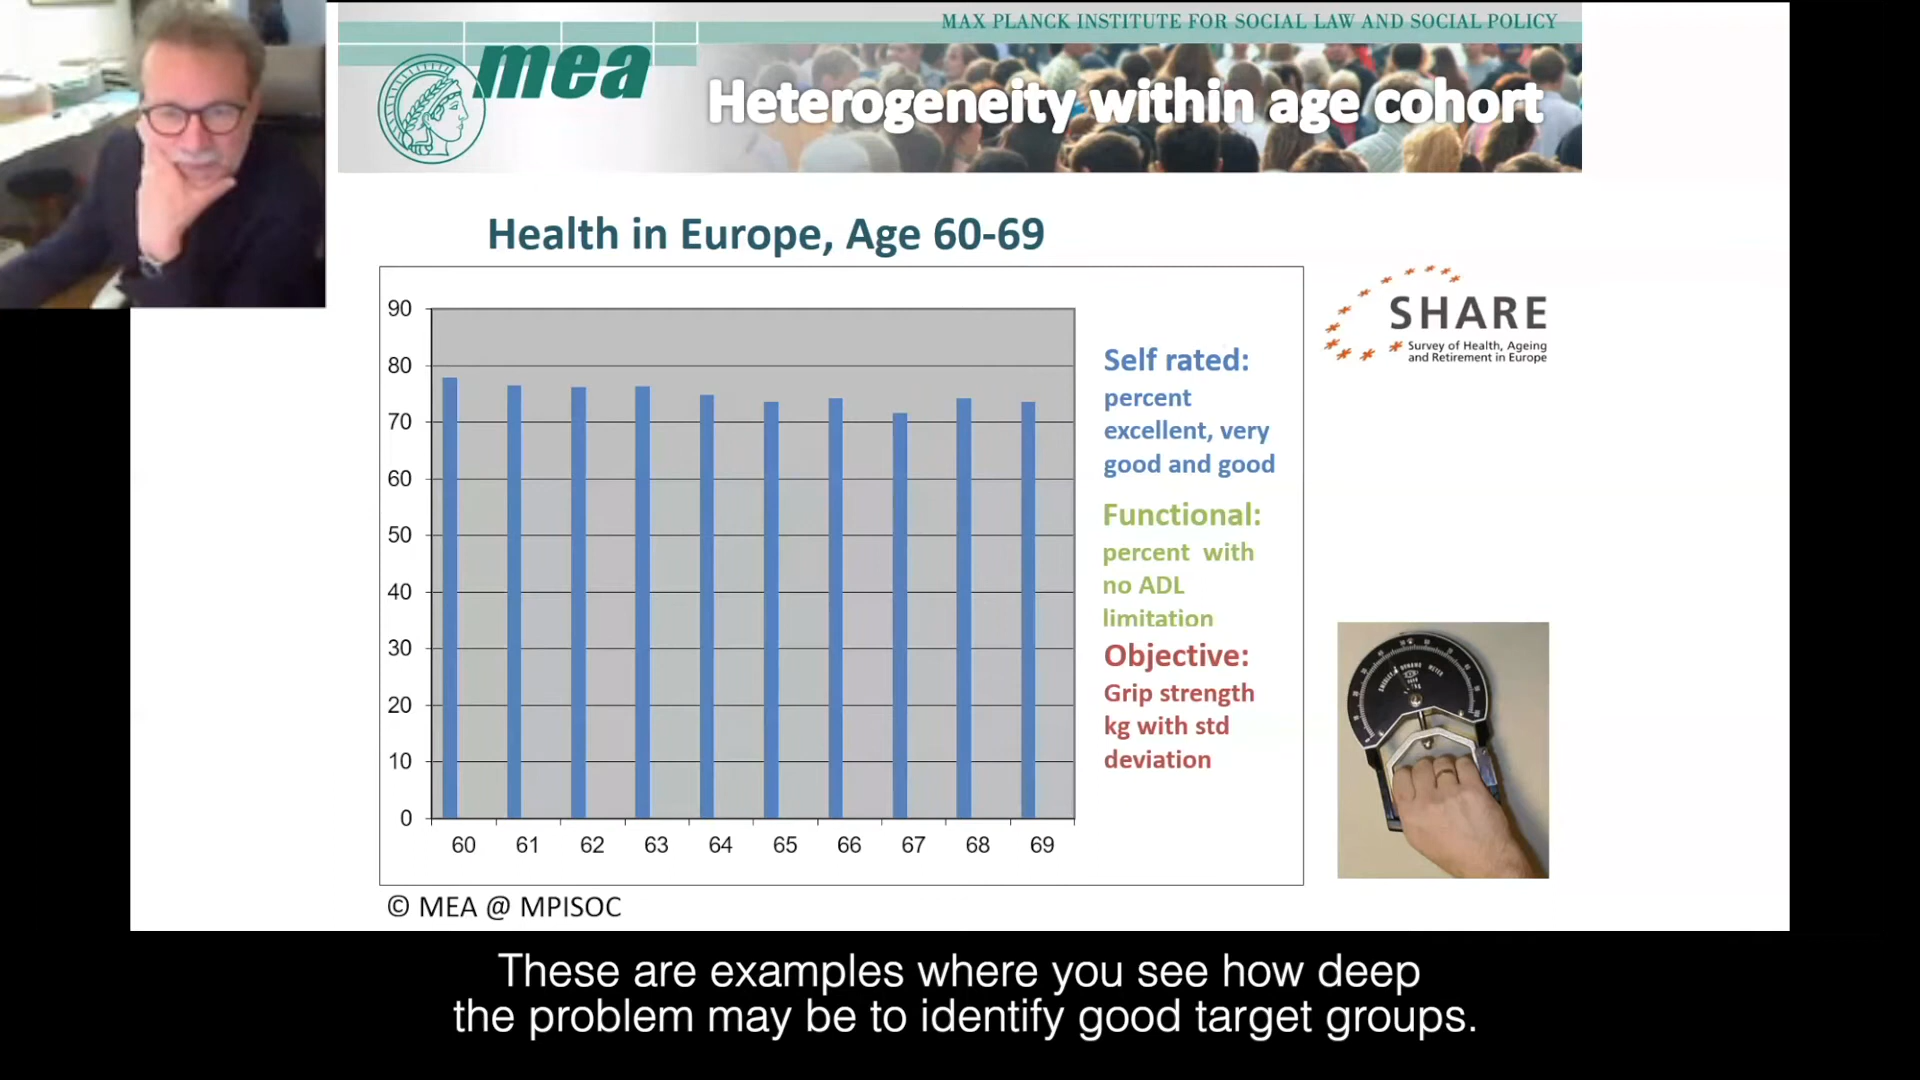 MAX PLANCK INSTITUTE FOR SOCIAL LAW AND SOCIAL POLICY
mea
Heterogeneity within age cohort
Health in Europe, Age 60-69
90
80
70
60
50
40
30
20
10
0
60 61 62 63 64 65 66 67 68 69
Self rated:
percent
excellent, very
good and good
Functional:
percent with
no ADL
limitation
Objective:
Grip strength
kg with std
deviation
SHARE
Survey of Health, Ageing
and Retirement in Europe
© MEA @ MPISOC
These are examples where you see how deep
the problem may be to identify good target groups.